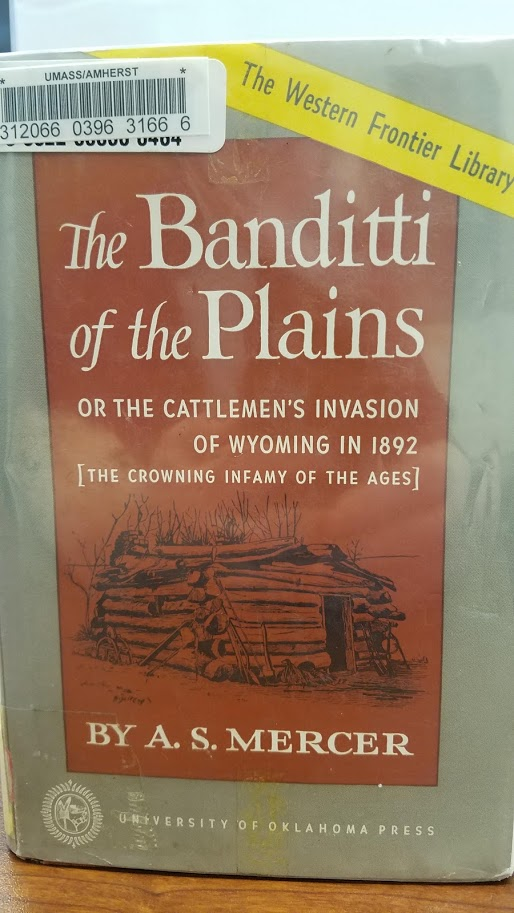 * UMASS/AMHERST *
312066 0396 3166 6
The Western Frontier Library
The Banditti
of the Plains
OR THE CATTLEMEN'S INVASION
OF WYOMING IN 1892
[THE CROWNING INFAMY OF THE AGES]
BY A. S. MERCER
UNIVERSITY OF OKLAHOMA PRESS